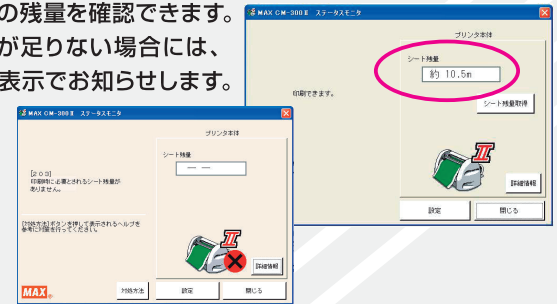 の残量を確認できます。
が足りない場合には、
表示でお知らせします。
MAX CM-300Ⅱ ステータスモニタ
プリンタ本体
シート残量
約 10.5m
印刷できます。
シート残量取得
Ⅱ
詳細情報
設定
閉じる
MAX CM-300Ⅱ ステータスモニタ
プリンタ本体
シート残量
— —
[203]
印刷時に必要とされるシート残量が
ありません。
[対処方法]ボタンを押して表示されるヘルプを
参考に対策を行ってください。
Ⅱ
詳細情報
MAX
対処方法
設定
閉じる